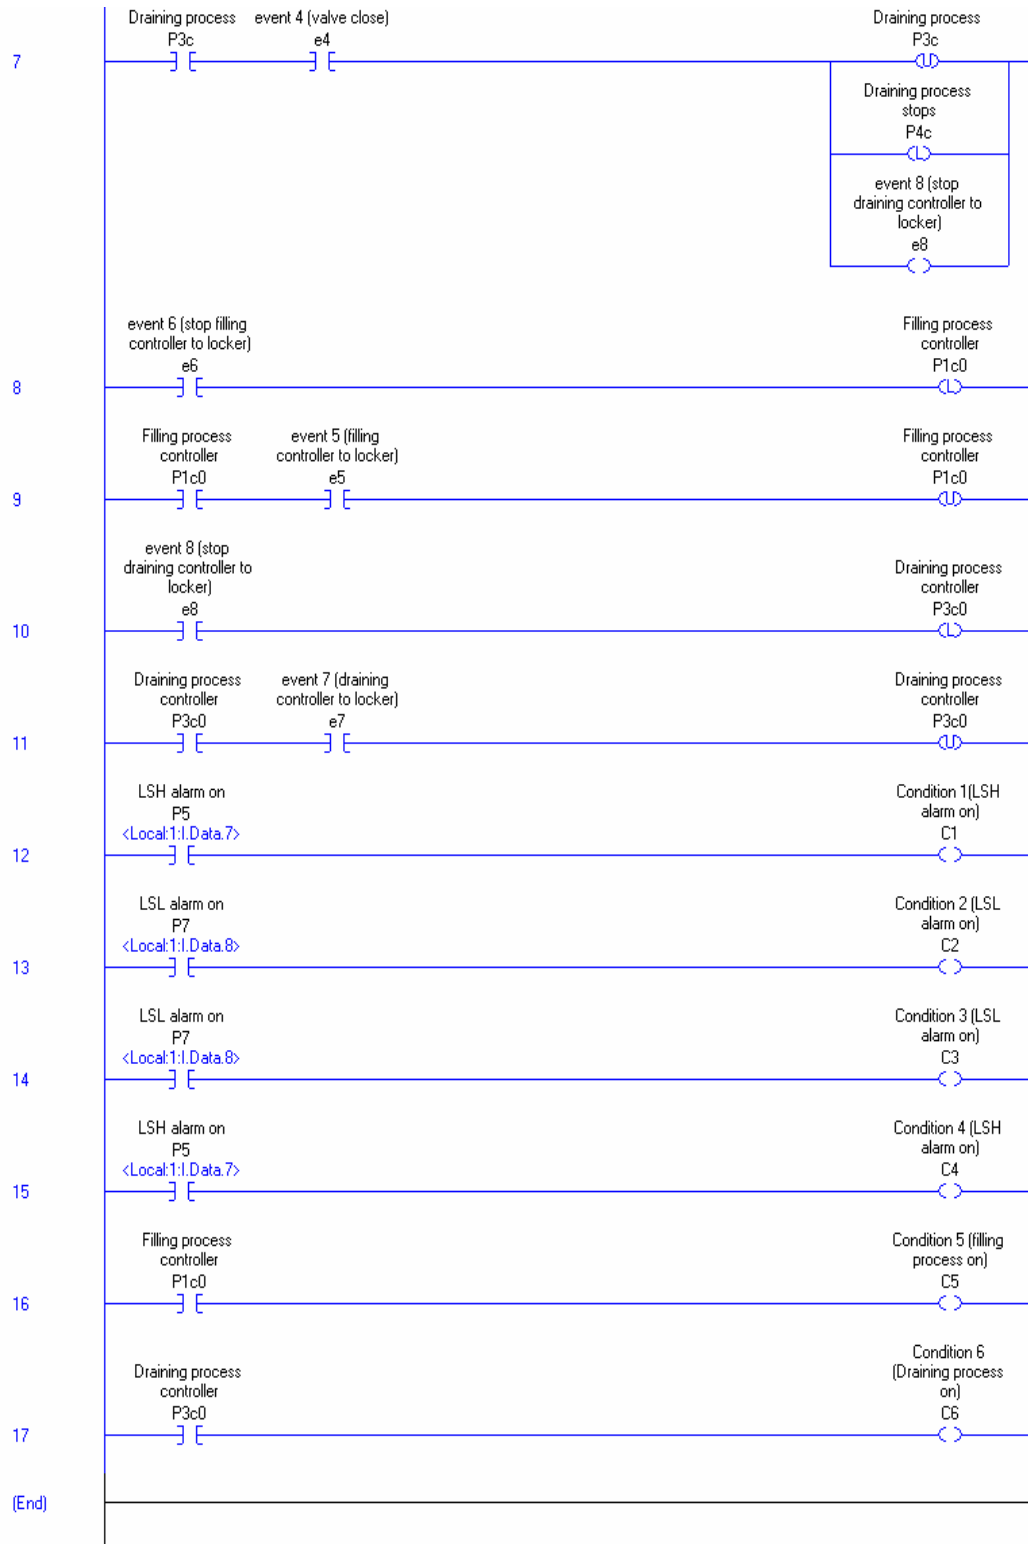 Draining process event 4 (valve close) Draining process
P3c e4 P3c
7
U
Draining process
stops
P4c
L
event 8 (stop
draining controller to
locker)
e8
event 6 (stop filling Filling process
controller to locker) controller
e6 P1c0
8
L
Filling process event 5 (filling Filling process
controller controller to locker) controller
P1c0 e5 P1c0
9
U
event 8 (stop
draining controller to Draining process
locker) controller
e8 P3c0
10
L
Draining process event 7 (draining Draining process
controller controller to locker) controller
P3c0 e7 P3c0
11
U
LSH alarm on Condition 1(LSH
P5 alarm on)
<Local:1:I.Data.7> C1
12
LSL alarm on Condition 2 (LSL
P7 alarm on)
<Local:1:I.Data.8> C2
13
LSL alarm on Condition 3 (LSL
P7 alarm on)
<Local:1:I.Data.8> C3
14
LSH alarm on Condition 4 (LSH
P5 alarm on)
<Local:1:I.Data.7> C4
15
Filling process Condition 5 (filling
controller process on)
P1c0 C5
16
Condition 6
Draining process (Draining process
controller on)
P3c0 C6
17
(End)